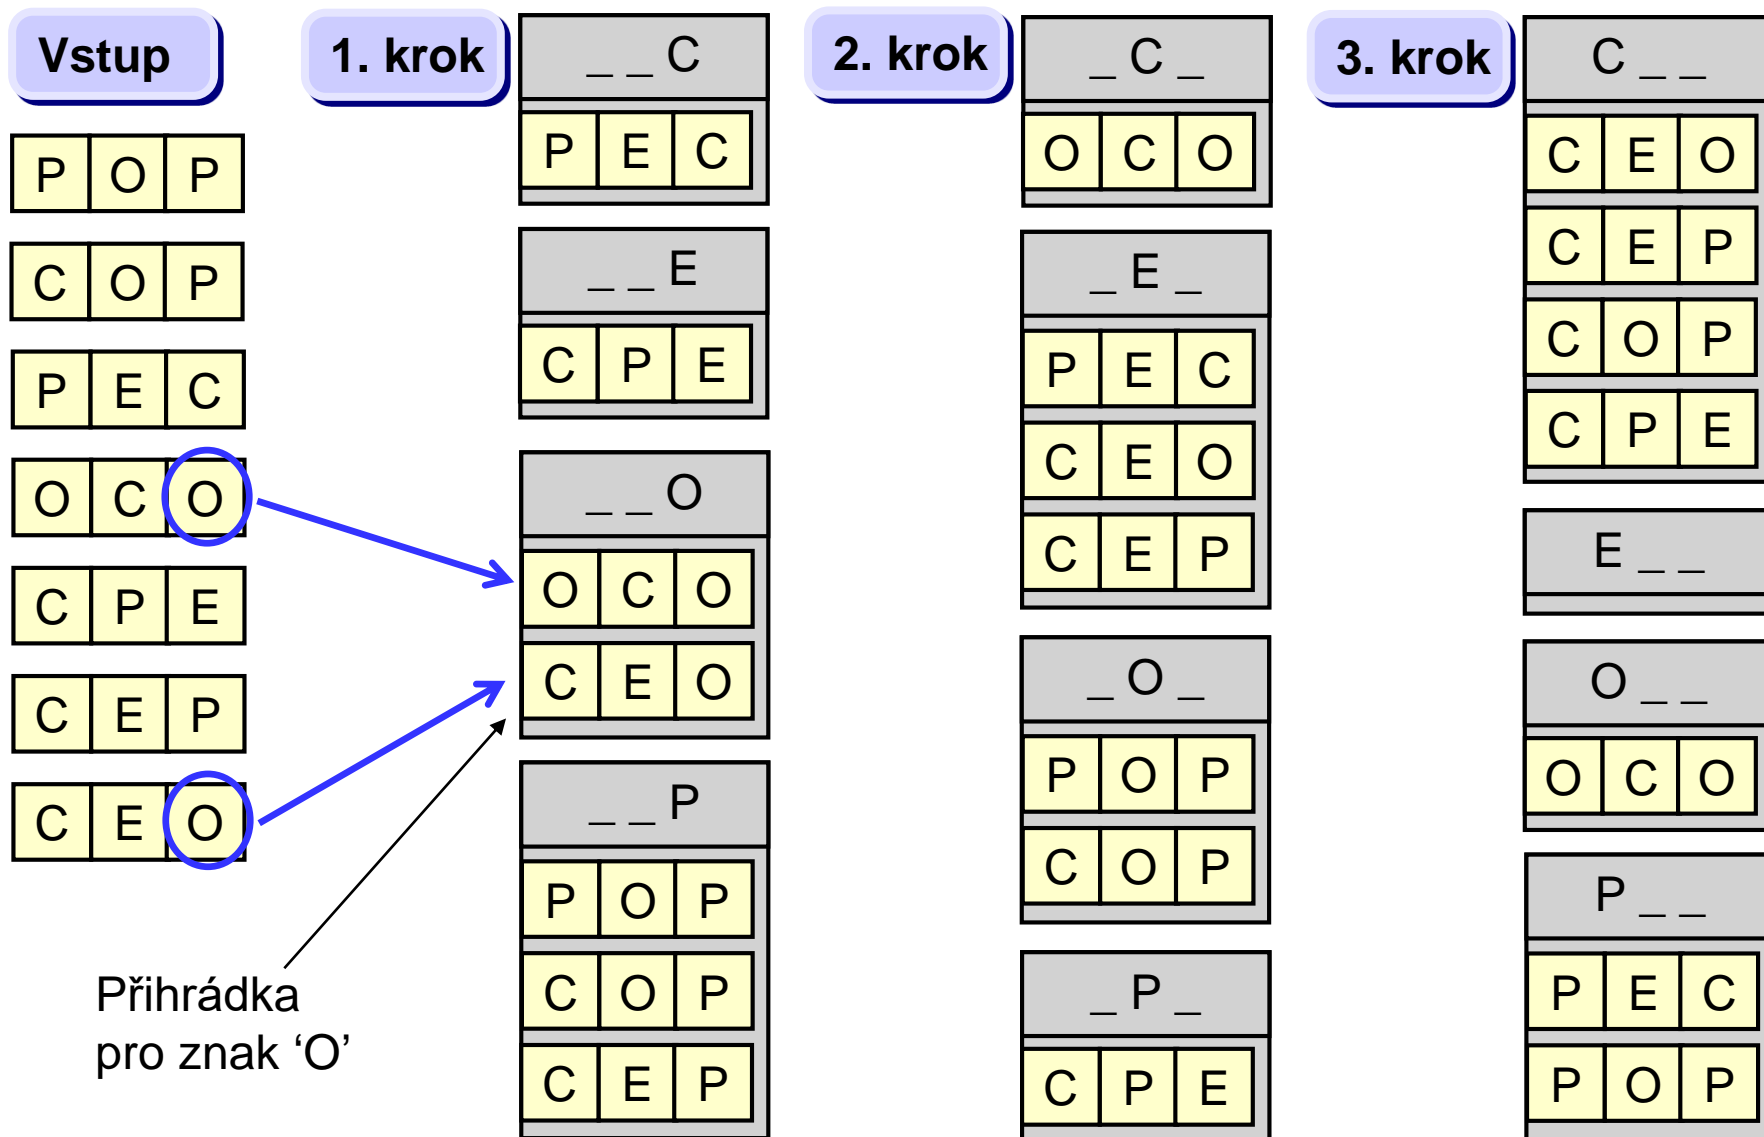 Vstup
P O P
C O P
P E C
O C O
C P E
C E P
C E O
Přihrádka
pro znak ‘O’
1. krok
_ _ C
P E C
_ _ E
C P E
_ _ O
O C O
C E O
_ _ P
P O P
C O P
C E P
2. krok
_ C _
O C O
_ E _
P E C
C E O
C E P
_ O _
P O P
C O P
_ P _
C P E
3. krok
C _ _
C E O
C E P
C O P
C P E
E _ _
O _ _
O C O
P _ _
P E C
P O P